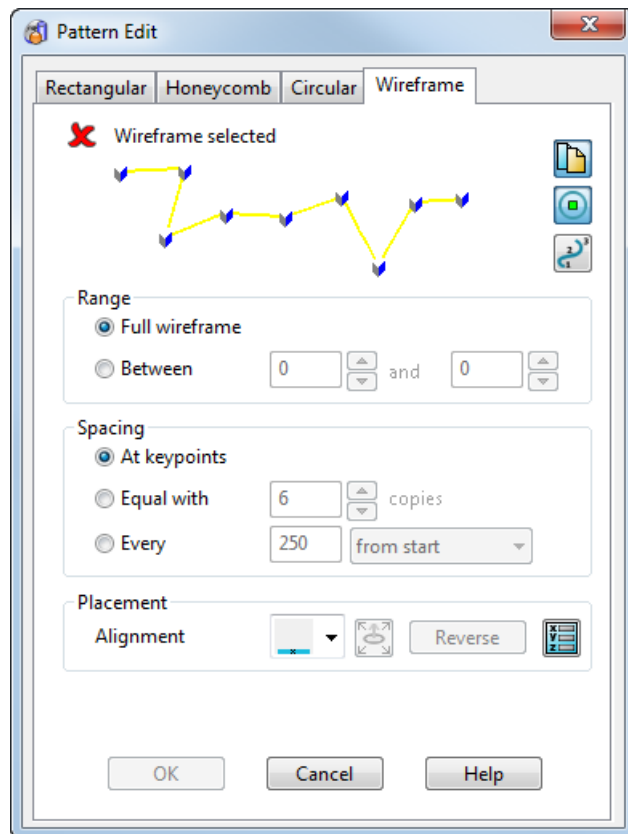 Pattern Edit
Rectangular Honeycomb Circular Wireframe
Wireframe selected
Range
Full wireframe
Between 0 and 0
Spacing
At keypoints
Equal with 6 copies
Every 250 from start
Placement
Alignment Reverse
OK Cancel Help